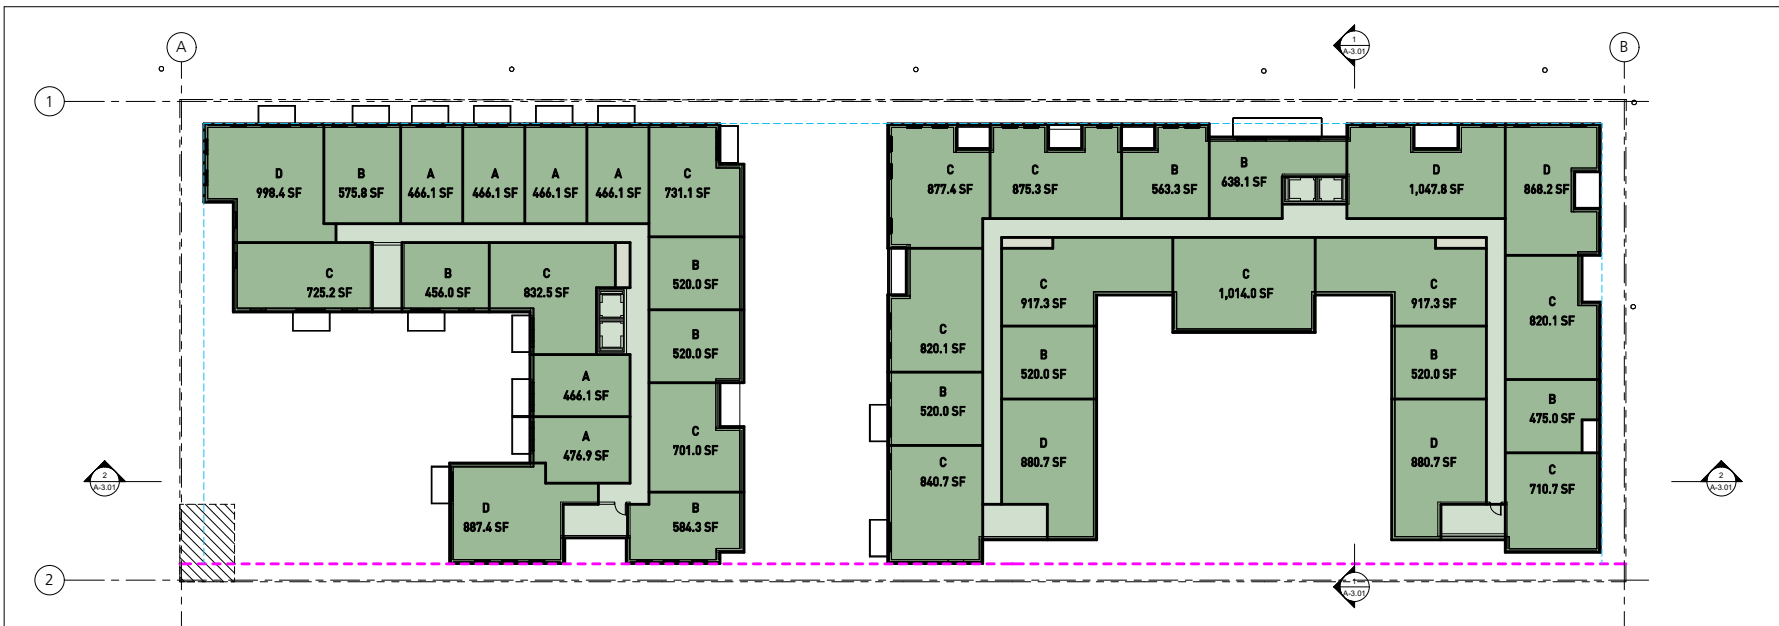 A
B
1
A-3.01
1
D
998.4 SF
B
575.8 SF
A
466.1 SF
A
466.1 SF
A
466.1 SF
A
466.1 SF
C
731.1 SF
C
877.4 SF
C
875.3 SF
B
563.3 SF
B
638.1 SF
D
1,047.8 SF
D
868.2 SF
C
725.2 SF
B
456.0 SF
C
832.5 SF
B
520.0 SF
C
917.3 SF
C
1,014.0 SF
C
917.3 SF
C
820.1 SF
B
520.0 SF
C
820.1 SF
B
520.0 SF
B
520.0 SF
A
466.1 SF
B
520.0 SF
B
475.0 SF
C
701.0 SF
A
476.9 SF
D
880.7 SF
D
880.7 SF
C
840.7 SF
C
710.7 SF
2
A-3.01
2
A-3.01
D
887.4 SF
B
584.3 SF
2
1
A-3.01